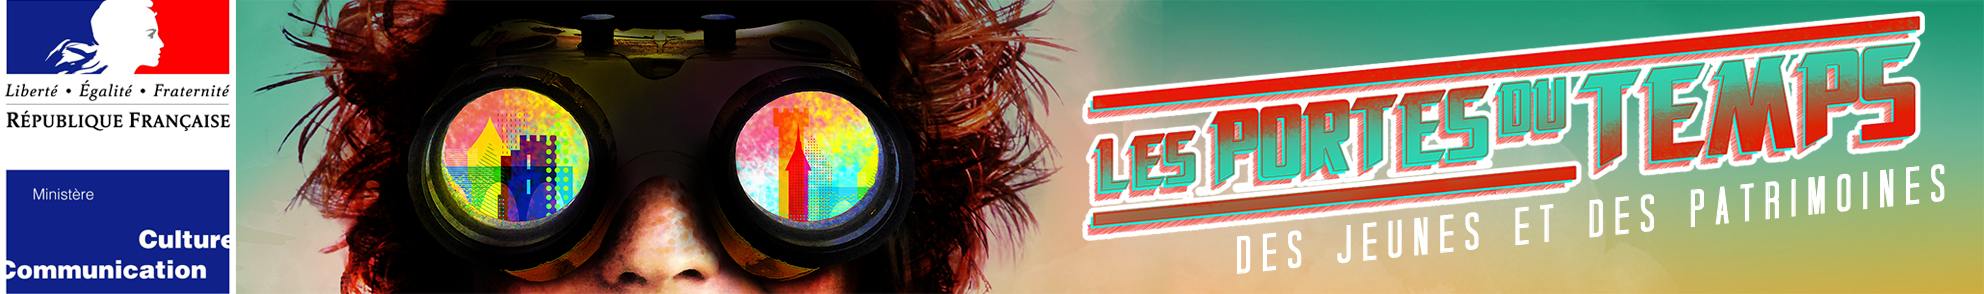 Liberté • Égalité • Fraternité
RÉPUBLIQUE FRANÇAISE
Ministère
Culture
Communication
LES PORTES DU TEMPS
DES JEUNES ET DES PATRIMOINES